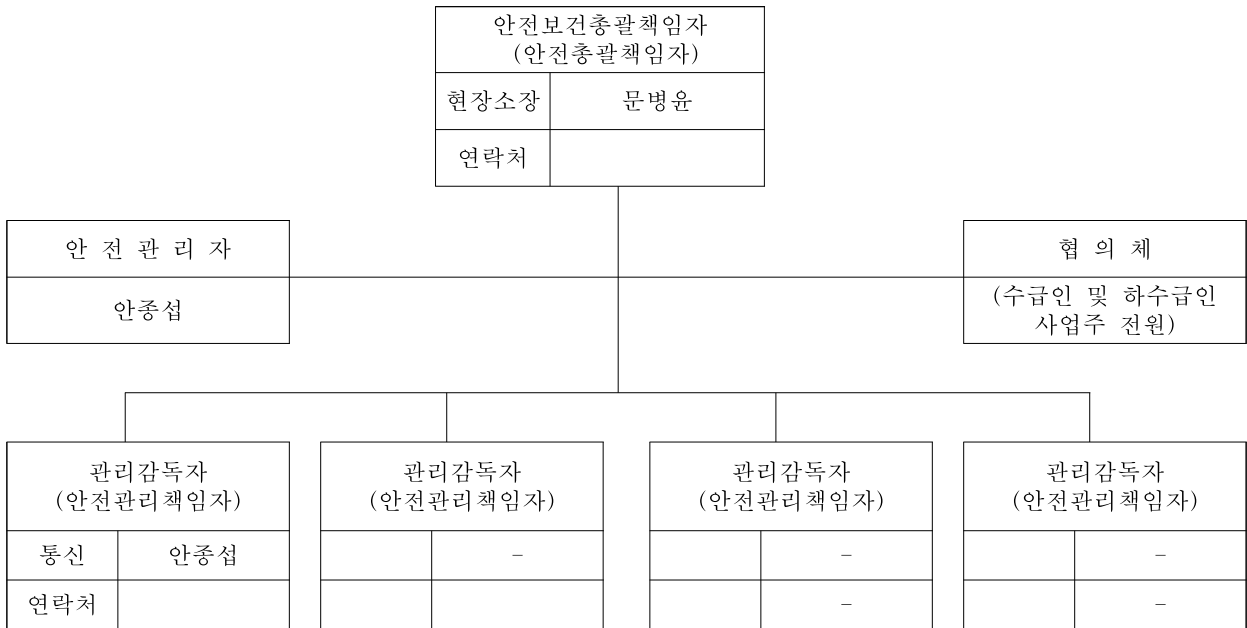 안전보건총괄책임자
(안전총괄책임자)
현장소장 문병윤
연락처
안 전 관 리 자
안종섭
협 의 체
(수급인 및 하수급인
사업주 전원)
관리감독자
(안전관리책임자)
통신 안종섭
연락처
관리감독자
(안전관리책임자)
-
관리감독자
(안전관리책임자)
-
-
관리감독자
(안전관리책임자)
-
-